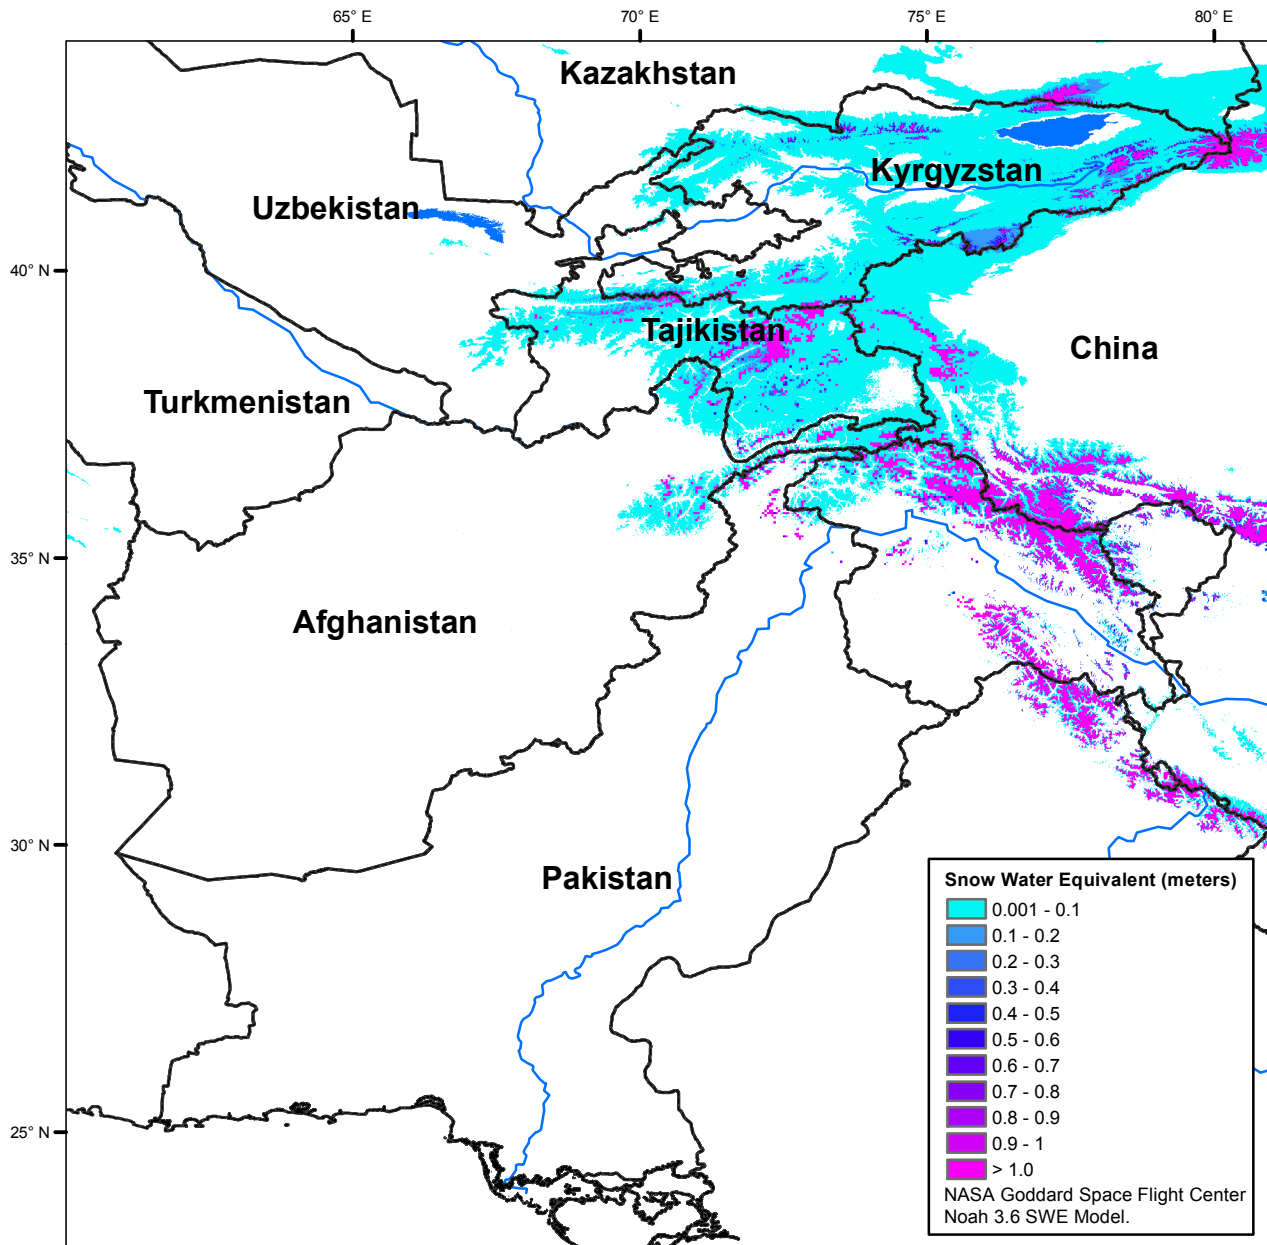 65° E
70° E
75° E
80° E
Kazakhstan
Kyrgyzstan
Uzbekistan
40° N
Tajikistan
China
Turkmenistan
35° N
Afghanistan
30° N
Pakistan
25° N
Snow Water Equivalent (meters)
0.001 - 0.1
0.1 - 0.2
0.2 - 0.3
0.3 - 0.4
0.4 - 0.5
0.5 - 0.6
0.6 - 0.7
0.7 - 0.8
0.8 - 0.9
0.9 - 1
> 1.0
NASA Goddard Space Flight Center
Noah 3.6 SWE Model.